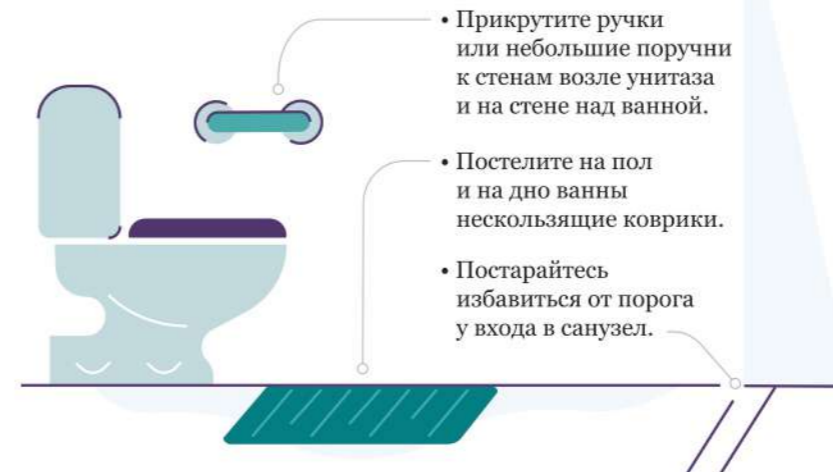 • Прикрутите ручки
или небольшие поручни
к стенам возле унитаза
и на стене над ванной.
• Постелите на пол
и на дно ванны
нескользящие коврики.
• Постарайтесь
избавиться от порога
у входа в санузел.